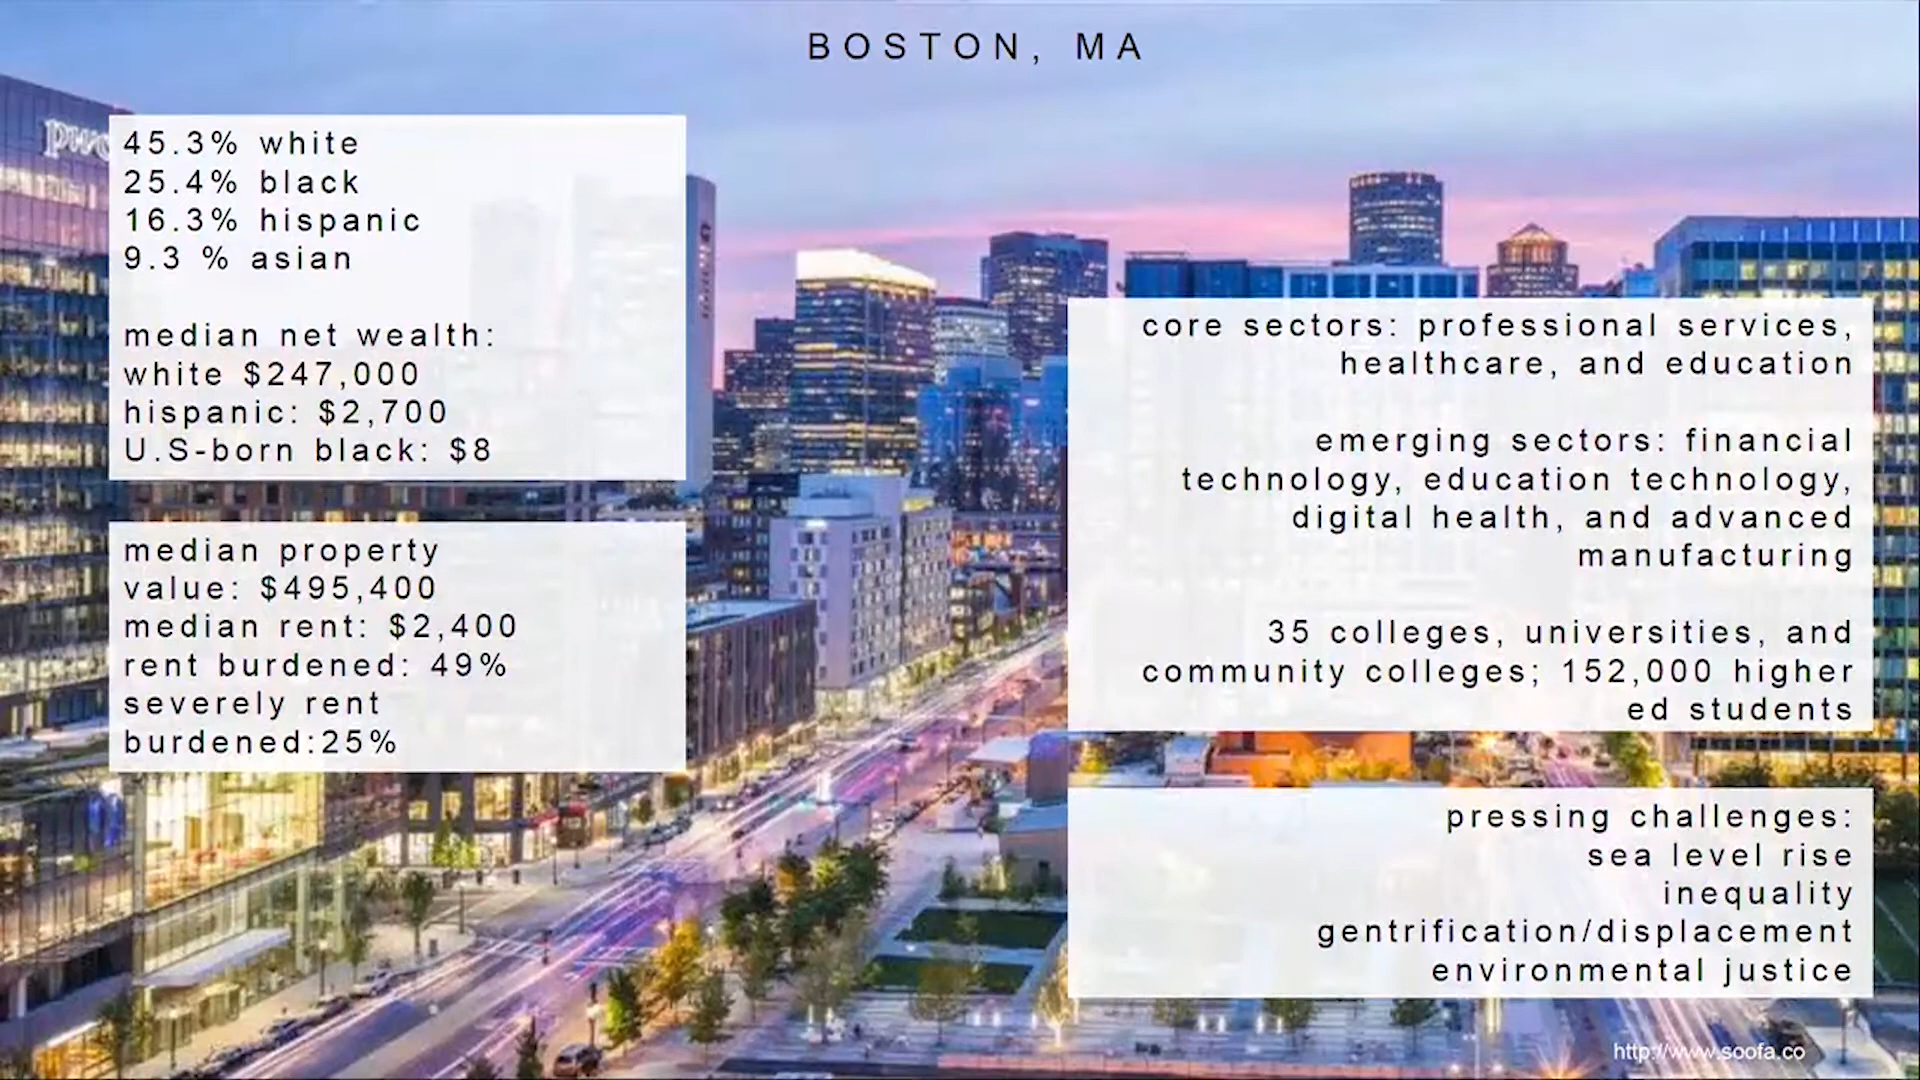 BOSTON, MA
pwc
45.3% white
25.4% black
16.3% hispanic
9.3 % asian
median net wealth:
white $247,000
hispanic: $2,700
U.S-born black: $8
median property
value: $495,400
median rent: $2,400
rent burdened: 49%
severely rent
burdened:25%
core sectors: professional services,
healthcare, and education
emerging sectors: financial
technology, education technology,
digital health, and advanced
manufacturing
35 colleges, universities, and
community colleges; 152,000 higher
ed students
pressing challenges:
sea level rise
inequality
gentrification/displacement
environmental justice
http://www.soofa.co